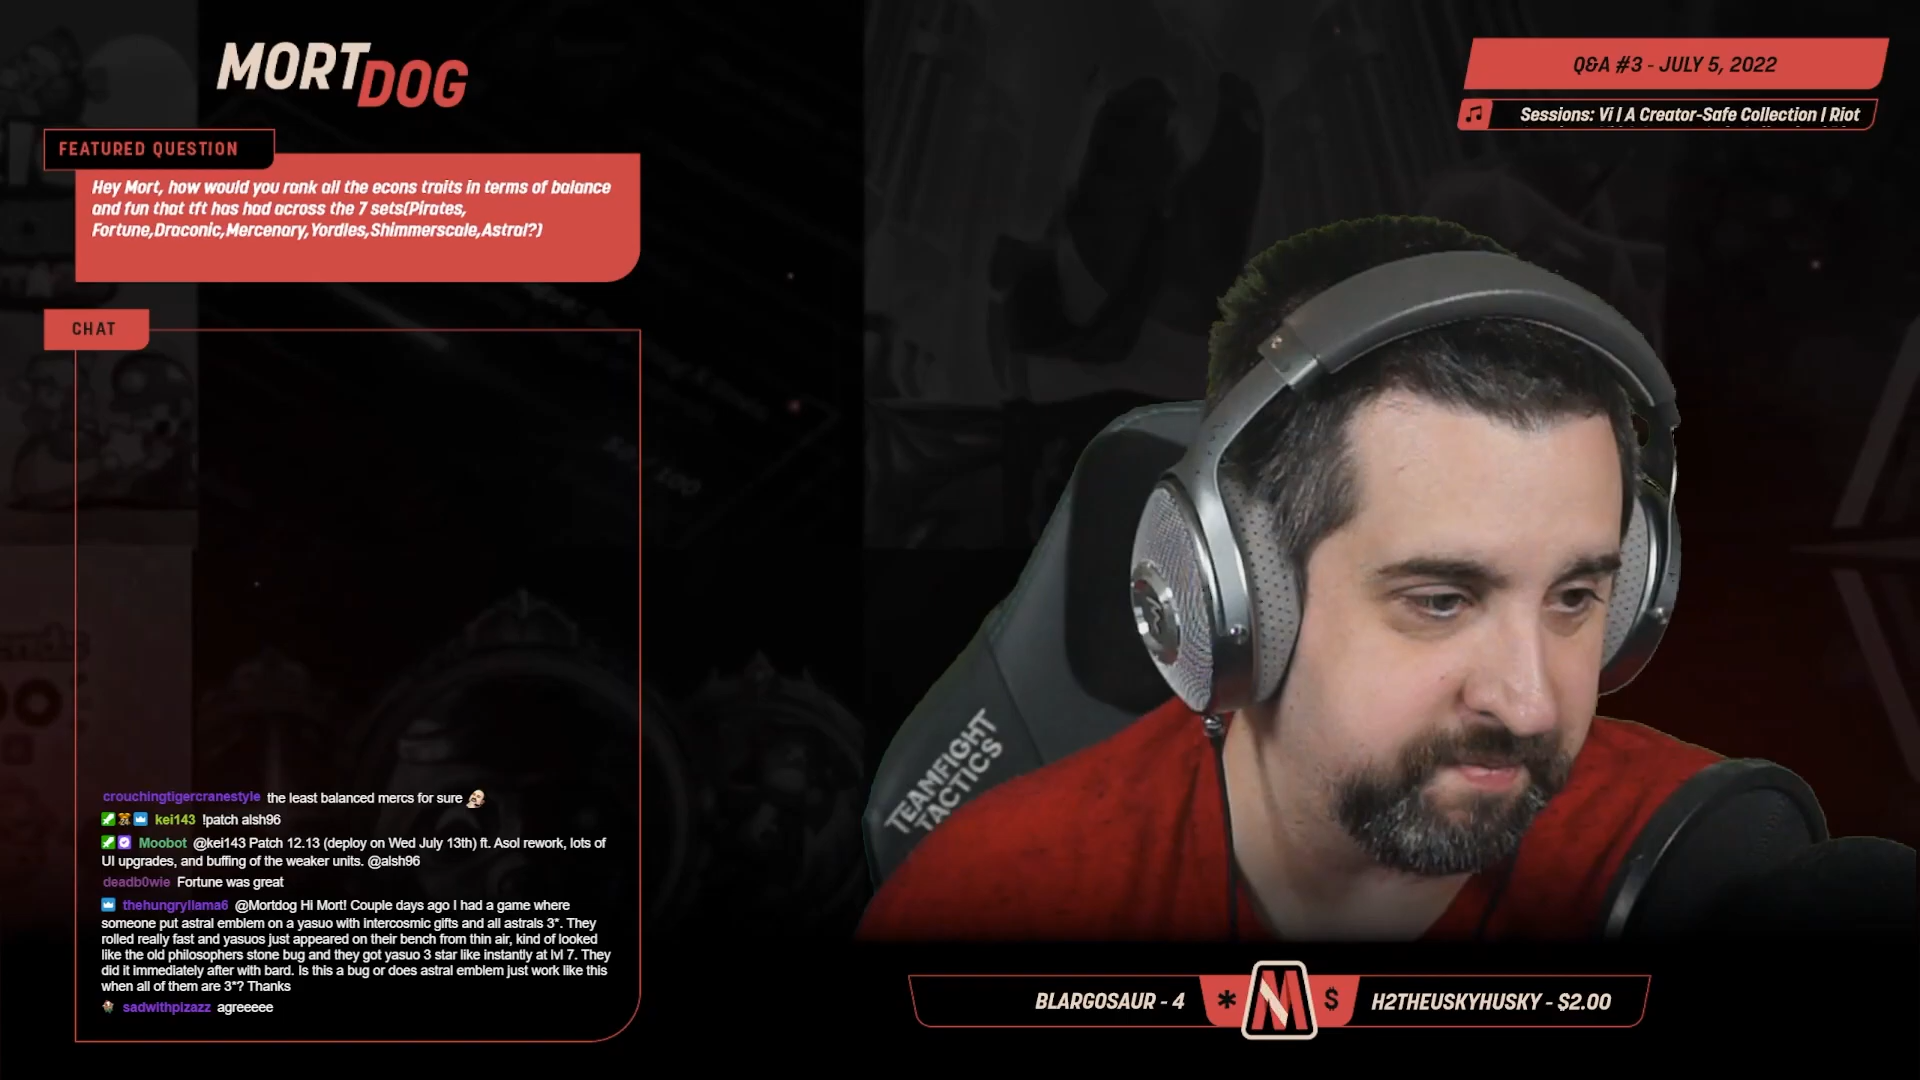 MORTDOG
Q&A #3 - JULY 5, 2022
Sessions: Vi | A Creator-Safe Collection | Riot
FEATURED QUESTION
Hey Mort, how would you rank all the econs traits in terms of balance
and fun that tft has had across the 7 sets(Pirates,
Fortune,Draconic,Mercenary,Yordles,Shimmerscale,Astral?)
CHAT
crouchingtigercranestyle the least balanced mercs for sure
kei143 !patch alsh96
Moobot @kei143 Patch 12.13 (deploy on Wed July 13th) ft. Asol rework, lots of
UI upgrades, and buffing of the weaker units. @alsh96
deadb0wie Fortune was great
thehungryllama6 @Mortdog Hi Mort! Couple days ago I had a game where
someone put astral emblem on a yasuo with intercosmic gifts and all astrals 3*. They
rolled really fast and yasuos just appeared on their bench from thin air, kind of looked
like the old philosophers stone bug and they got yasuo 3 star like instantly at lvl 7. They
did it immediately after with bard. Is this a bug or does astral emblem just work like this
when all of them are 3*? Thanks
sadwithpizazz agreeeee
TEAMFIGHT
TACTICS
BLARGOSAUR - 4 * M $ H2THEUSKYHUSKY - $2.00